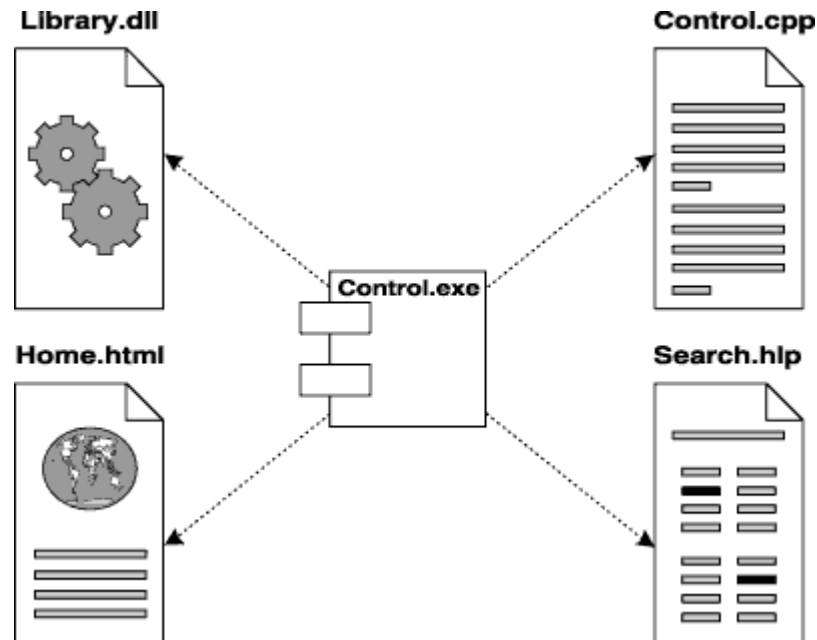 Library.dll
Control.cpp
Control.exe
Home.html
Search.hlp